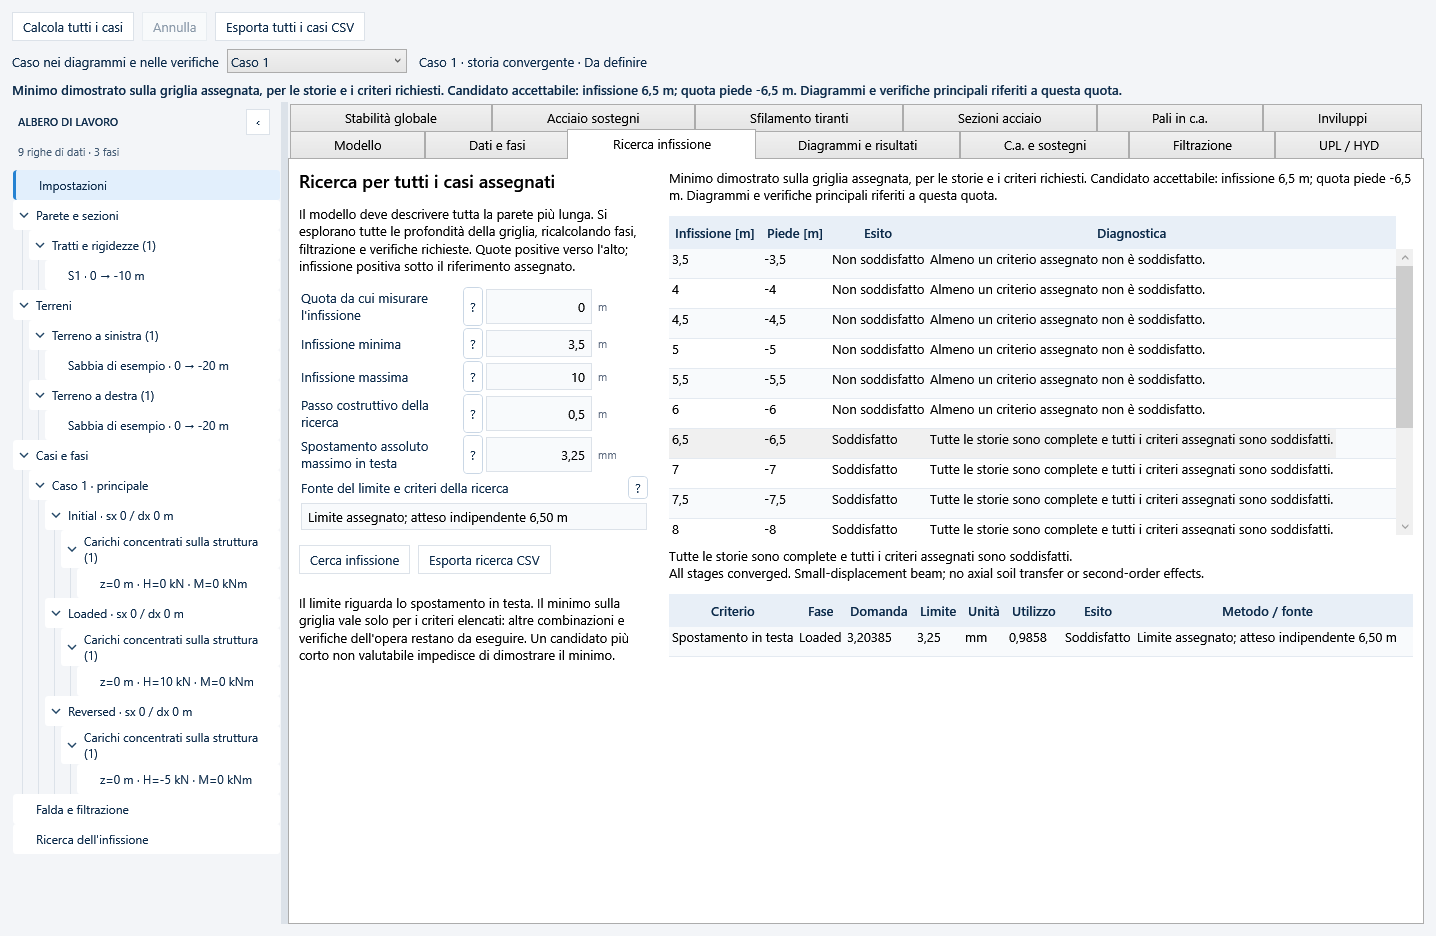 Calcola tutti i casi
Annulla
Esporta tutti i casi CSV
Caso nei diagrammi e nelle verifiche
Caso 1
Caso 1 · storia convergente · Da definire
Minimo dimostrato sulla griglia assegnata, per le storie e i criteri richiesti. Candidato accettabile: infissione 6,5 m; quota piede -6,5 m. Diagrammi e verifiche principali riferiti a questa quota.
ALBERO DI LAVORO
‹
9 righe di dati · 3 fasi
Impostazioni
Parete e sezioni
Tratti e rigidezze (1)
S1 · 0 → -10 m
Terreni
Terreno a sinistra (1)
Sabbia di esempio · 0 → -20 m
Terreno a destra (1)
Sabbia di esempio · 0 → -20 m
Casi e fasi
Caso 1 · principale
Initial · sx 0 / dx 0 m
Carichi concentrati sulla struttura
(1)
z=0 m · H=0 kN · M=0 kNm
Loaded · sx 0 / dx 0 m
Carichi concentrati sulla struttura
(1)
z=0 m · H=10 kN · M=0 kNm
Reversed · sx 0 / dx 0 m
Carichi concentrati sulla struttura
(1)
z=0 m · H=-5 kN · M=0 kNm
Falda e filtrazione
Ricerca dell'infissione
Stabilità globale
Acciaio sostegni
Sfilamento tiranti
Sezioni acciaio
Pali in c.a.
Inviluppi
Modello
Dati e fasi
Ricerca infissione
Diagrammi e risultati
C.a. e sostegni
Filtrazione
UPL / HYD
Ricerca per tutti i casi assegnati
Il modello deve descrivere tutta la parete più lunga. Si
esplorano tutte le profondità della griglia, ricalcolando fasi,
filtrazione e verifiche richieste. Quote positive verso l'alto;
infissione positiva sotto il riferimento assegnato.
Quota da cui misurare
l'infissione
? 0 m
Infissione minima ? 3,5 m
Infissione massima ? 10 m
Passo costruttivo della
ricerca
? 0,5 m
Spostamento assoluto
massimo in testa
? 3,25 mm
Fonte del limite e criteri della ricerca ?
Limite assegnato; atteso indipendente 6,50 m
Cerca infissione
Esporta ricerca CSV
Il limite riguarda lo spostamento in testa. Il minimo sulla
griglia vale solo per i criteri elencati: altre combinazioni e
verifiche dell'opera restano da eseguire. Un candidato più
corto non valutabile impedisce di dimostrare il minimo.
Minimo dimostrato sulla griglia assegnata, per le storie e i criteri richiesti. Candidato accettabile: infissione 6,5 m; quota piede -6,5
m. Diagrammi e verifiche principali riferiti a questa quota.
Infissione [m] Piede [m] Esito Diagnostica
3,5 -3,5 Non soddisfatto Almeno un criterio assegnato non è soddisfatto.
4 -4 Non soddisfatto Almeno un criterio assegnato non è soddisfatto.
4,5 -4,5 Non soddisfatto Almeno un criterio assegnato non è soddisfatto.
5 -5 Non soddisfatto Almeno un criterio assegnato non è soddisfatto.
5,5 -5,5 Non soddisfatto Almeno un criterio assegnato non è soddisfatto.
6 -6 Non soddisfatto Almeno un criterio assegnato non è soddisfatto.
6,5 -6,5 Soddisfatto Tutte le storie sono complete e tutti i criteri assegnati sono soddisfatti.
7 -7 Soddisfatto Tutte le storie sono complete e tutti i criteri assegnati sono soddisfatti.
7,5 -7,5 Soddisfatto Tutte le storie sono complete e tutti i criteri assegnati sono soddisfatti.
8 -8 Soddisfatto Tutte le storie sono complete e tutti i criteri assegnati sono soddisfatti.
Tutte le storie sono complete e tutti i criteri assegnati sono soddisfatti.
All stages converged. Small-displacement beam; no axial soil transfer or second-order effects.
Criterio Fase Domanda Limite Unità Utilizzo Esito Metodo / fonte
Spostamento in testa Loaded 3,20385 3,25 mm 0,9858 Soddisfatto Limite assegnato; atteso indipendente 6,50 m